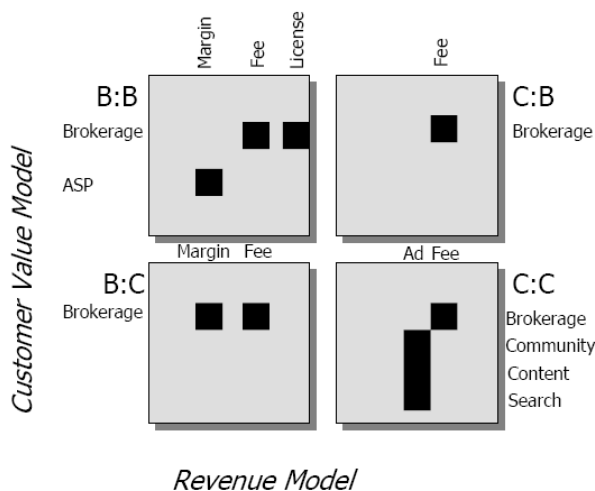 Margin
Fee
License
Fee
B:B
C:B
Brokerage
Brokerage
ASP
Customer Value Model
Margin Fee
Ad Fee
B:C
C:C
Brokerage
Brokerage
Community
Content
Search
Revenue Model